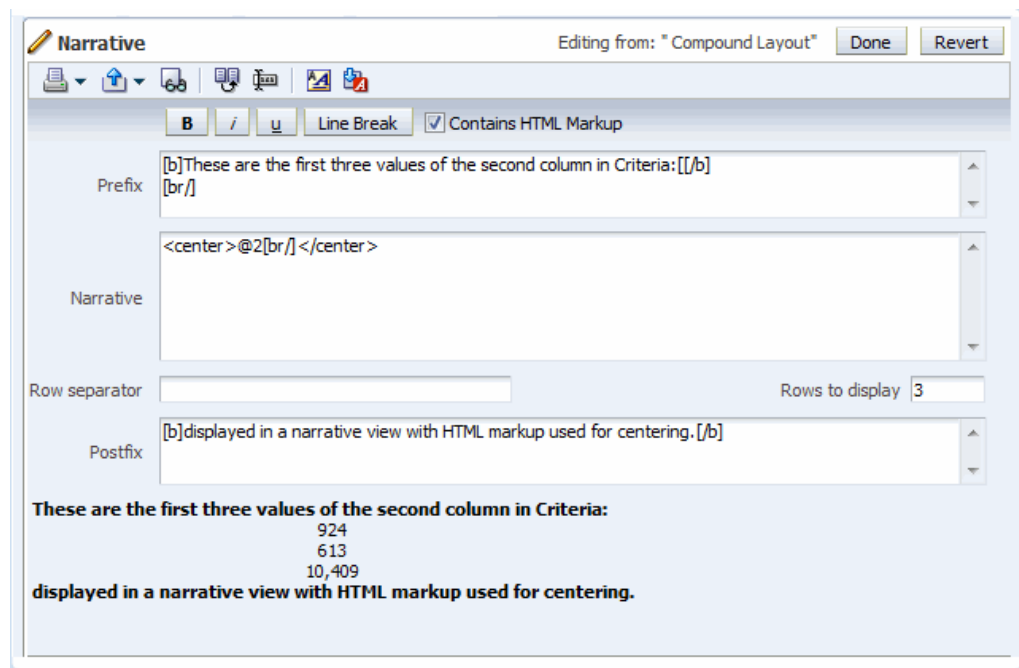 Narrative Editing from: " Compound Layout" Done Revert
B i u Line Break Contains HTML Markup
Prefix
[b]These are the first three values of the second column in Criteria:[[/b]
[br/]
Narrative
<center>@2[br/]</center>
Row separator Rows to display 3
Postfix
[b]displayed in a narrative view with HTML markup used for centering.[/b]
These are the first three values of the second column in Criteria:
924
613
10,409
displayed in a narrative view with HTML markup used for centering.